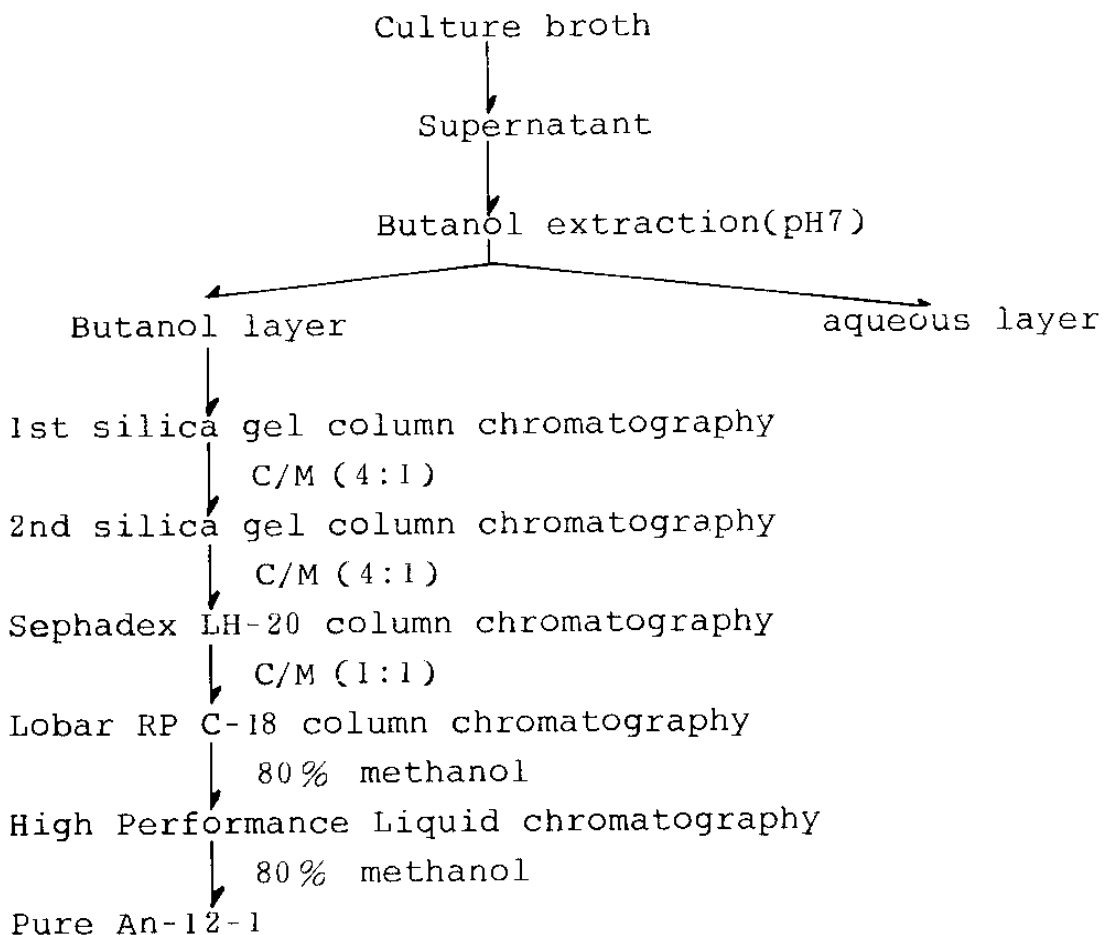 Culture broth
Supernatant
Butanol extraction(pH7)
Butanol layer
aqueous layer
1st silica gel column chromatography
C/M (4:1)
2nd silica gel column chromatography
C/M (4:1)
Sephadex LH-20 column chromatography
C/M (1:1)
Lobar RP C-18 column chromatography
80% methanol
High Performance Liquid chromatography
80% methanol
Pure An-12-1